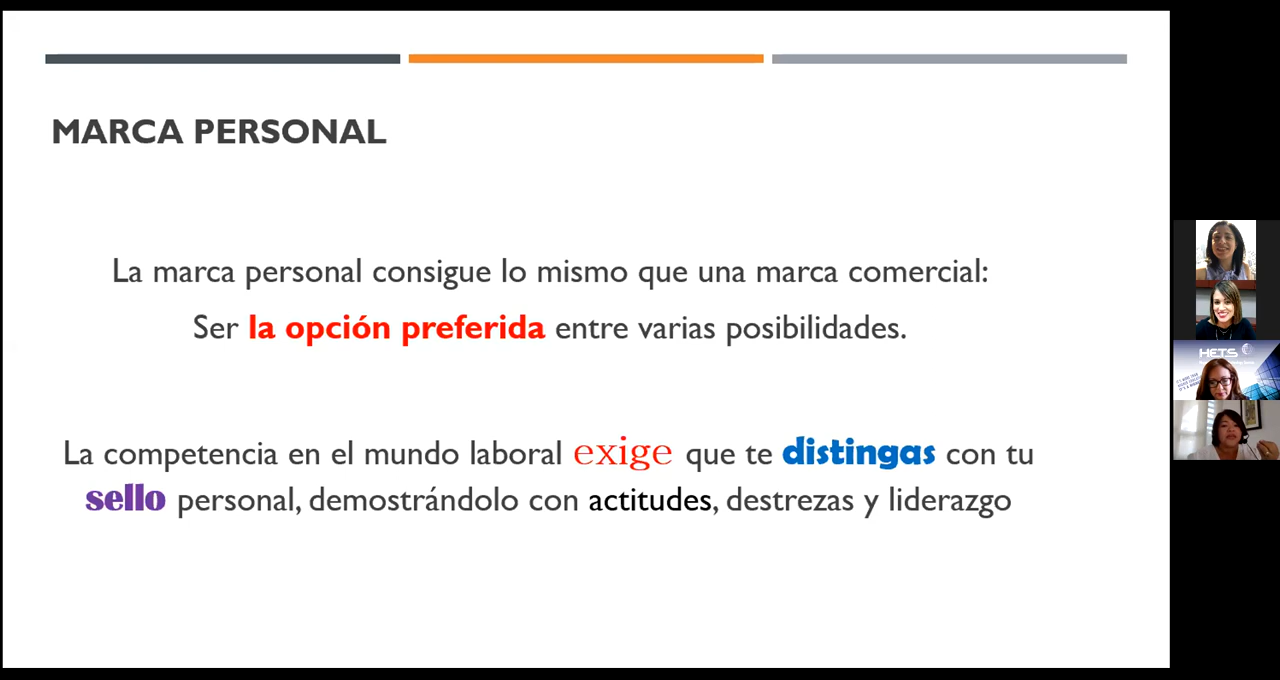 MARCA PERSONAL
La marca personal consigue lo mismo que una marca comercial:
Ser la opción preferida entre varias posibilidades.
La competencia en el mundo laboral exige que te distingas con tu
sello personal, demostrándolo con actitudes, destrezas y liderazgo
HETS